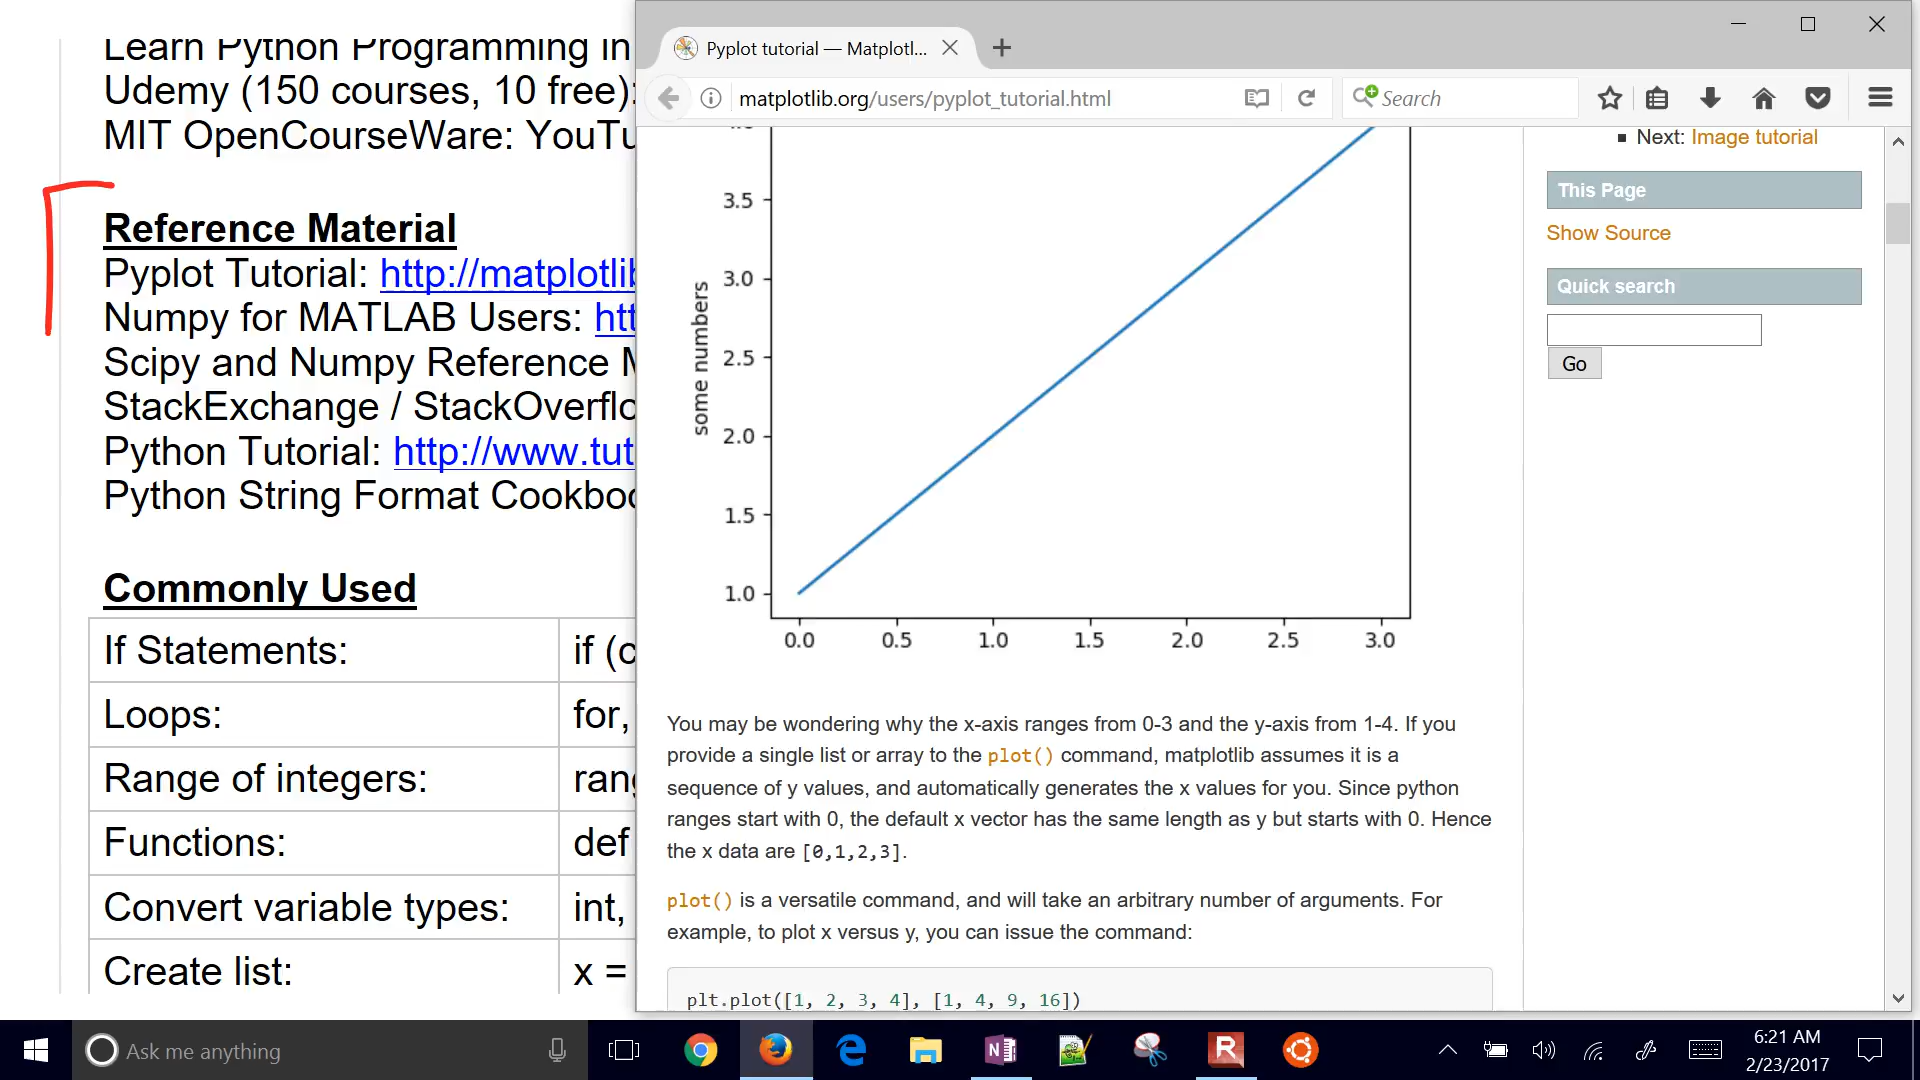 Learn Python Programming in
Udemy (150 courses, 10 free):
MIT OpenCourseWare: YouTu
Reference Material
Pyplot Tutorial: http://matplotlib
Numpy for MATLAB Users: htt
Scipy and Numpy Reference M
StackExchange / StackOverflo
Python Tutorial: http://www.tut
Python String Format Cookboo
Commonly Used
If Statements: if (c
Loops: for,
Range of integers: rang
Functions: def
Convert variable types: int,
Create list: x =
Pyplot tutorial — Matplotl...
matplotlib.org/users/pyplot_tutorial.html
Search
3.5
3.0
2.5
2.0
1.5
1.0
some numbers
0.0 0.5 1.0 1.5 2.0 2.5 3.0
You may be wondering why the x-axis ranges from 0-3 and the y-axis from 1-4. If you
provide a single list or array to the plot() command, matplotlib assumes it is a
sequence of y values, and automatically generates the x values for you. Since python
ranges start with 0, the default x vector has the same length as y but starts with 0. Hence
the x data are [0,1,2,3].
plot() is a versatile command, and will take an arbitrary number of arguments. For
example, to plot x versus y, you can issue the command:
plt.plot([1, 2, 3, 4], [1, 4, 9, 16])
Next: Image tutorial
This Page
Show Source
Quick search
Go
Ask me anything
6:21 AM
2/23/2017